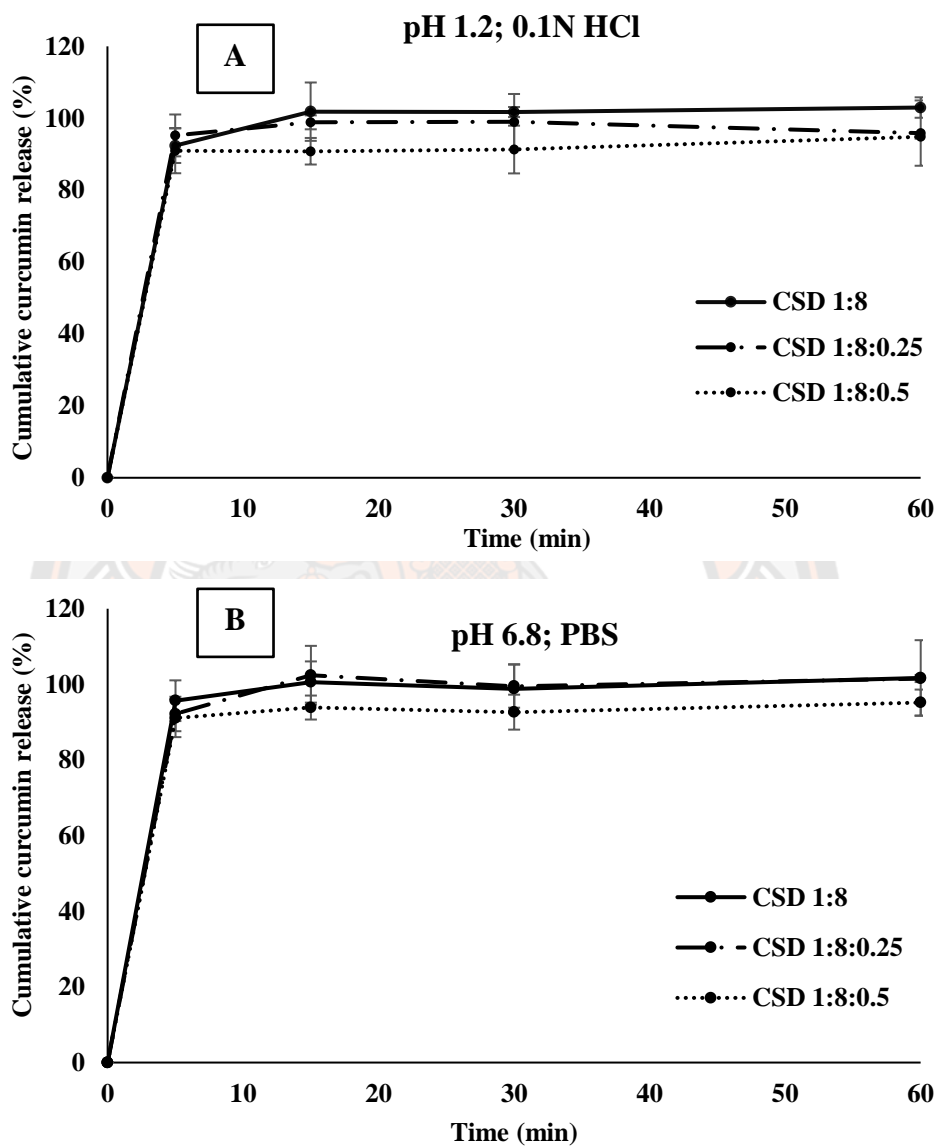 pH 1.2; 0.1N HCl
A
Cumulative curcumin release (%)
120
100
80
60
40
20
0
CSD 1:8
CSD 1:8:0.25
CSD 1:8:0.5
0 10 20 30 40 50 60
Time (min)
B
pH 6.8; PBS
Cumulative curcumin release (%)
120
100
80
60
40
20
0
CSD 1:8
CSD 1:8:0.25
CSD 1:8:0.5
0 10 20 30 40 50 60
Time (min)